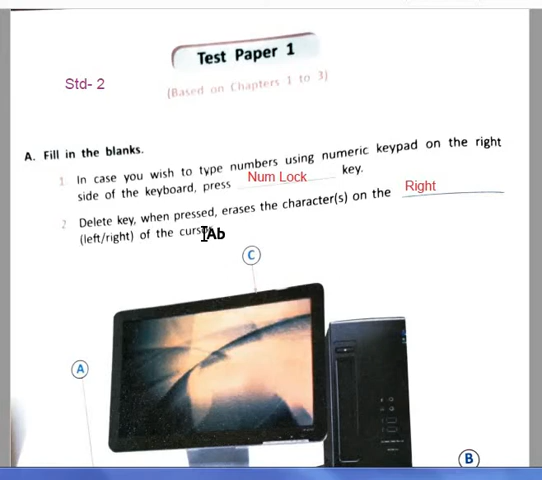 Test Paper 1
Std- 2
(Based on Chapters 1 to 3)
A. Fill in the blanks.
1. In case you wish to type numbers using numeric keypad on the right
side of the keyboard, press Num Lock key.
2. Delete key, when pressed, erases the character(s) on the Right
(left/right) of the
Ab
C
A
B